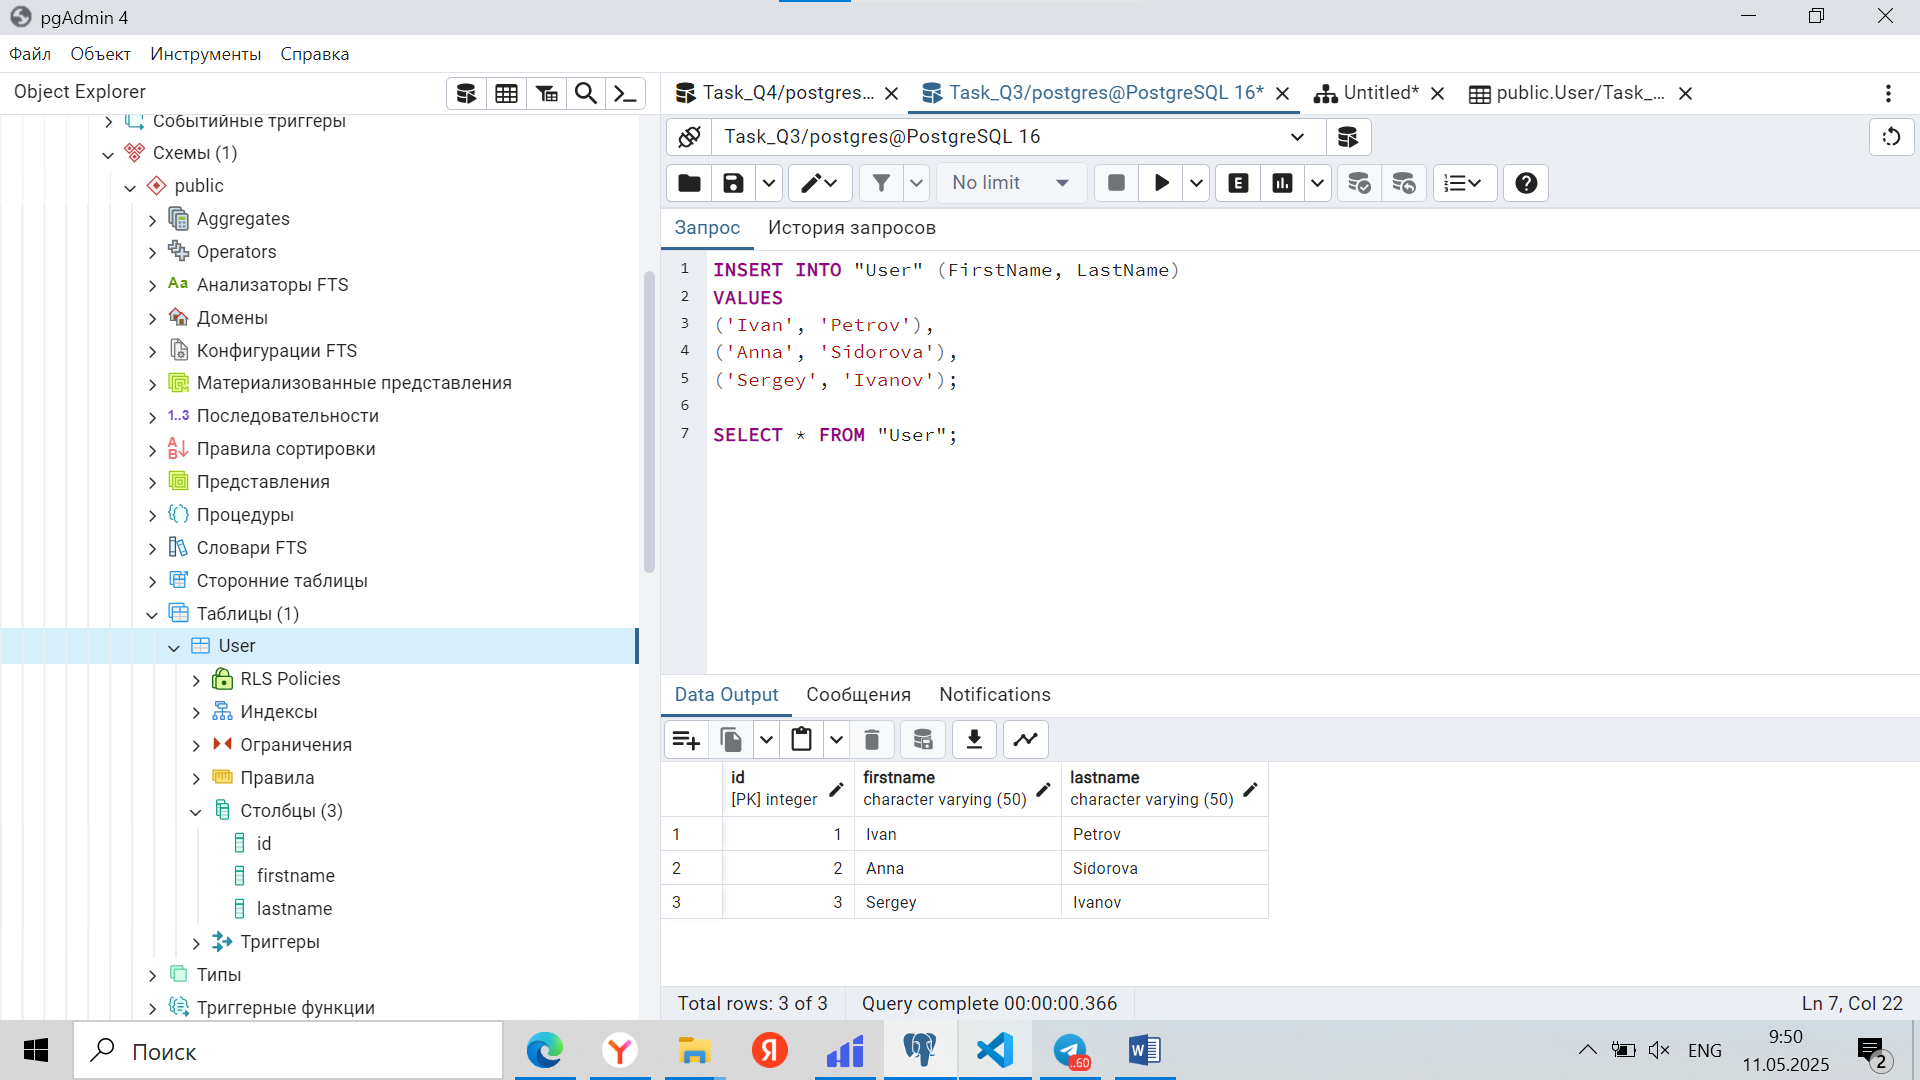 pgAdmin 4
Файл Объект Инструменты Справка
Object Explorer
Событийные триггеры
Схемы (1)
public
Aggregates
Operators
Aa Анализаторы FTS
Домены
Конфигурации FTS
Материализованные представления
1..3 Последовательности
Правила сортировки
Представления
Процедуры
Словари FTS
Сторонние таблицы
Таблицы (1)
User
RLS Policies
Индексы
Ограничения
Правила
Столбцы (3)
id
firstname
lastname
Триггеры
Типы
Триггерные функции
Task_Q4/postgres... Task_Q3/postgres@PostgreSQL 16* Untitled* public.User/Task_...
Task_Q3/postgres@PostgreSQL 16
No limit E
Запрос История запросов
1 INSERT INTO "User" (FirstName, LastName)
2 VALUES
3 ('Ivan', 'Petrov'),
4 ('Anna', 'Sidorova'),
5 ('Sergey', 'Ivanov');
6
7 SELECT * FROM "User";
Data Output Сообщения Notifications
id firstname lastname
[PK] integer character varying (50) character varying (50)
1 1 Ivan Petrov
2 2 Anna Sidorova
3 3 Sergey Ivanov
Total rows: 3 of 3 Query complete 00:00:00.366 Ln 7, Col 22
Поиск
..60
ENG
9:50
11.05.2025
2